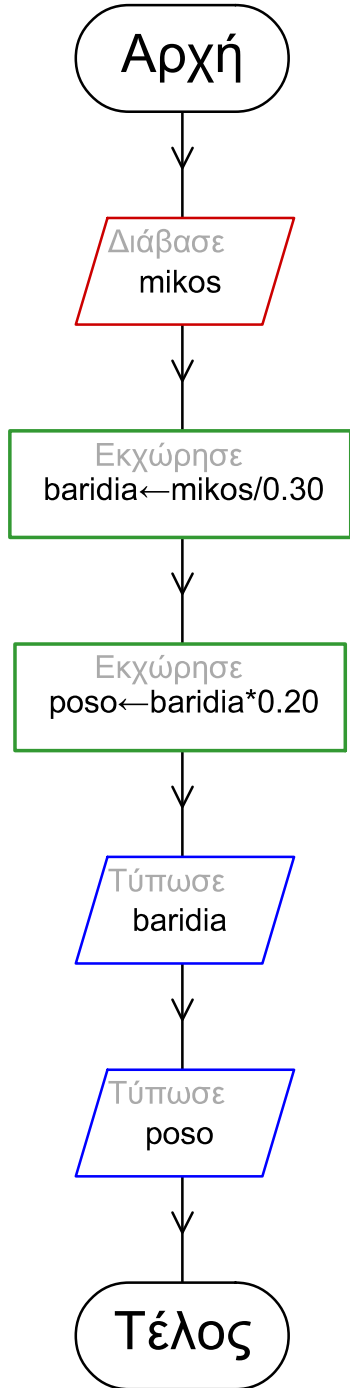 Αρχή
Διάβασε
mikos
Εκχώρησε
baridia←mikos/0.30
Εκχώρησε
poso←baridia*0.20
Τύπωσε
baridia
Τύπωσε
poso
Τέλος